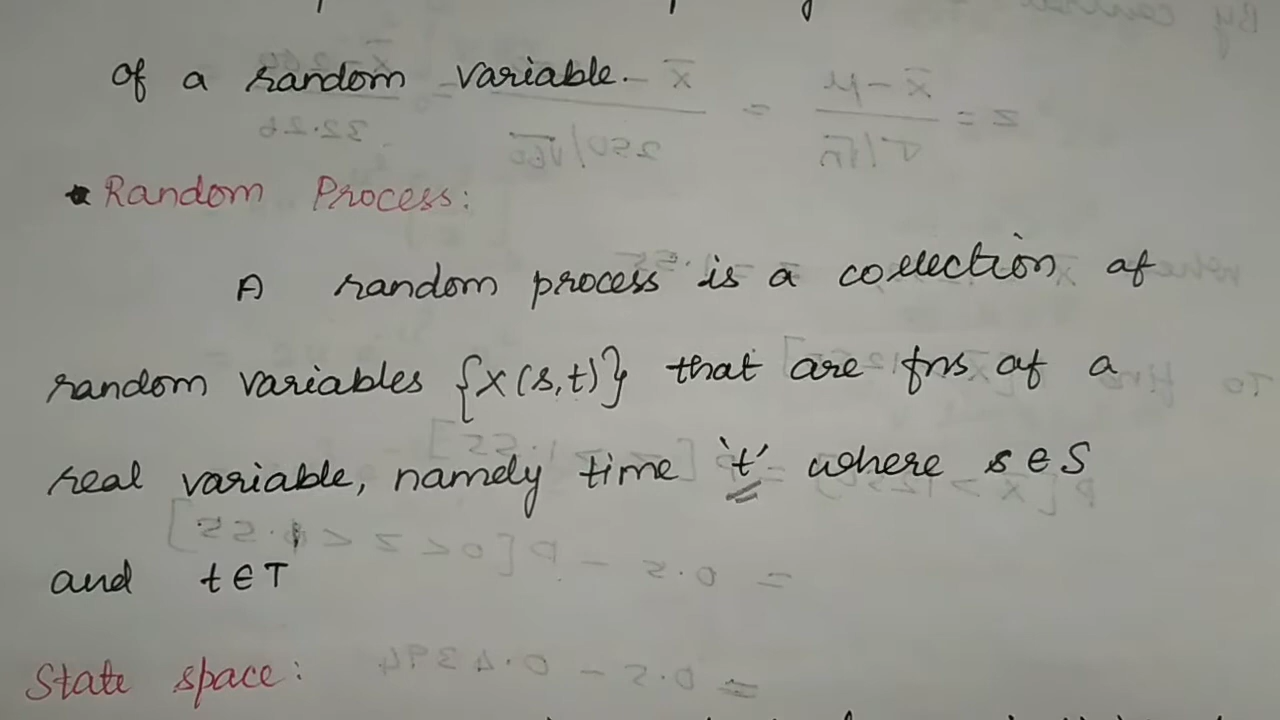 of a random variable.
* Random Process:
A random process is a collection of
random variables {x(s,t)} that are fns of a
real variable, namely time 't' where s ∈ S
and t ∈ T
State space: